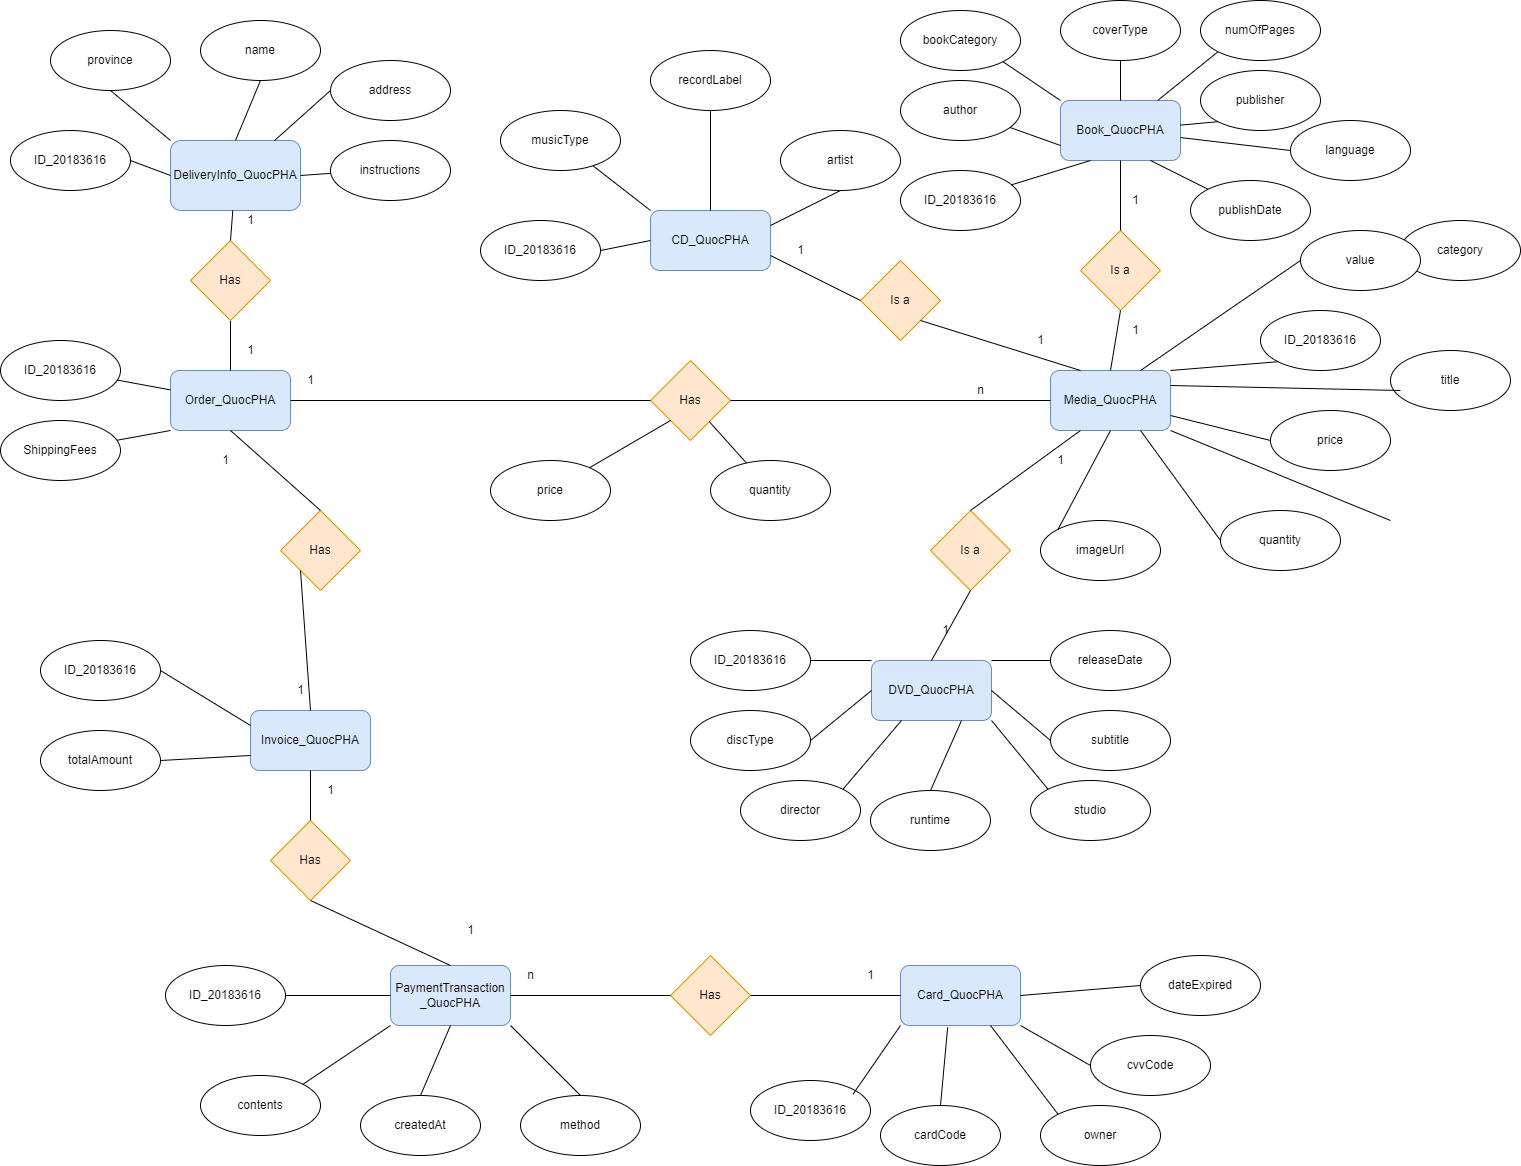 province
name
address
ID_20183616
DeliveryInfo_QuocPHA
instructions
1
Has
1
recordLabel
musicType
artist
ID_20183616
CD_QuocPHA
1
Is a
1
bookCategory
coverType
numOfPages
author
Book_QuocPHA
publisher
language
ID_20183616
publishDate
1
Is a
1
value
category
ID_20183616
title
price
quantity
imageUrl
Media_QuocPHA
ID_20183616
Order_QuocPHA
ShippingFees
1
Has
n
price
quantity
1
Has
1
1
Is a
1
ID_20183616
DVD_QuocPHA
releaseDate
discType
subtitle
director
runtime
studio
ID_20183616
Invoice_QuocPHA
totalAmount
1
Has
1
ID_20183616
PaymentTransaction
_QuocPHA
n
Has
1
Card_QuocPHA
dateExpired
contents
createdAt
method
ID_20183616
cardCode
owner
cvvCode